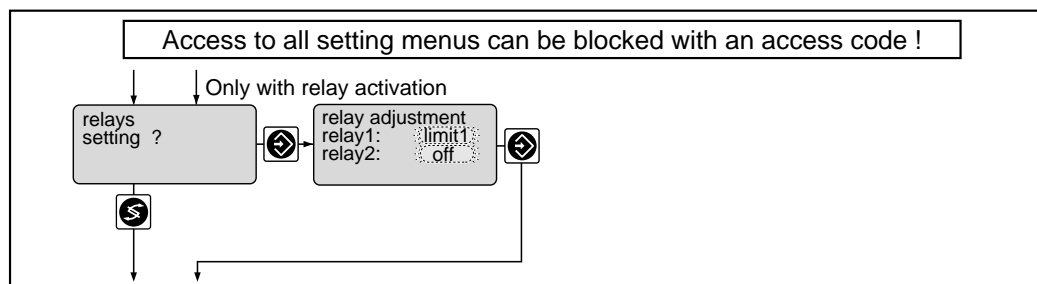 Access to all setting menus can be blocked with an access code !
Only with relay activation
relays
setting ?
relay adjustment
relay1: limit1
relay2: off